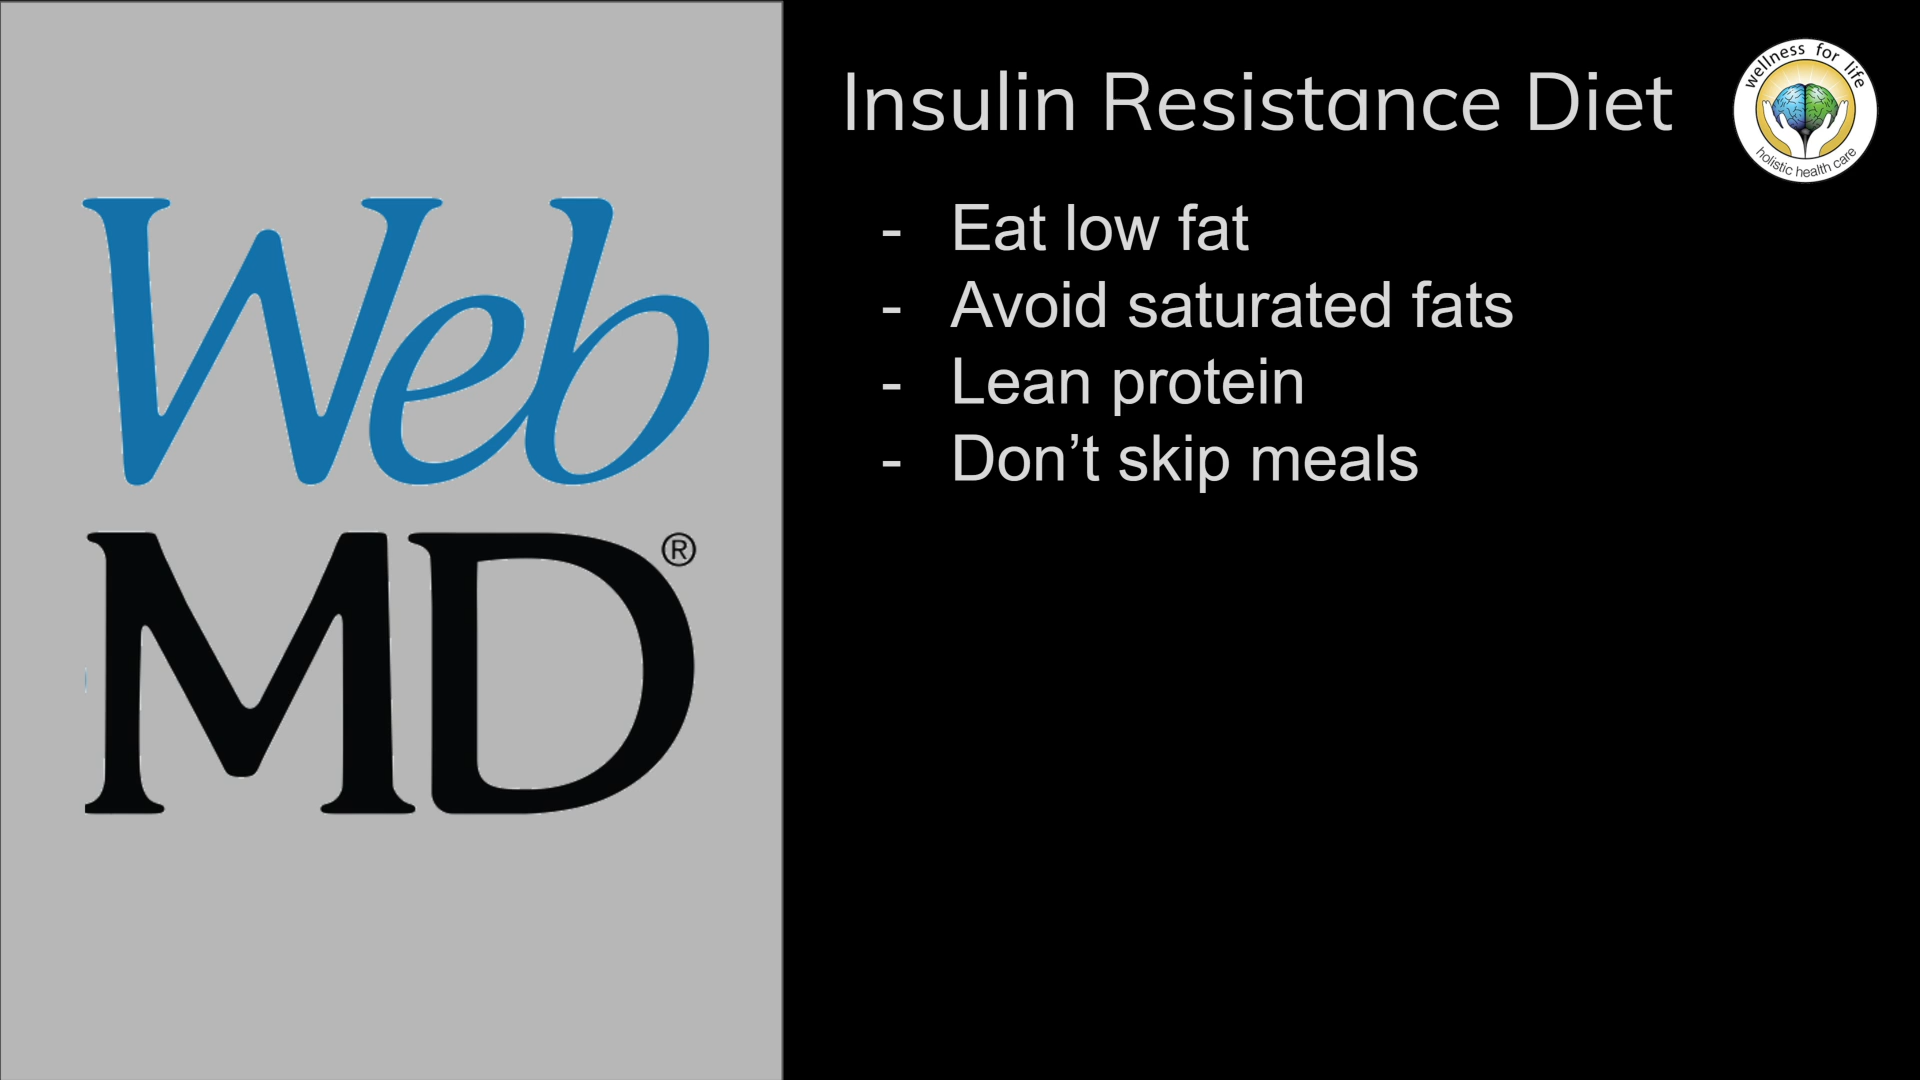 Web
MD®
Insulin Resistance Diet
wellness for life
holistic health care
- Eat low fat
- Avoid saturated fats
- Lean protein
- Don’t skip meals